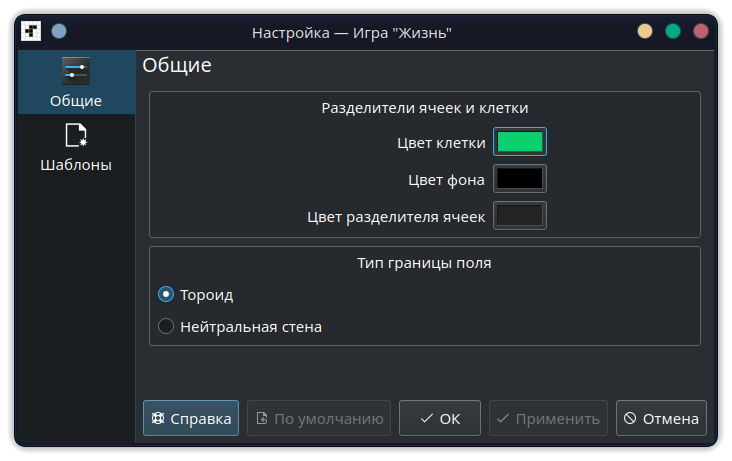 Настройка — Игра "Жизнь"
Общие
Шаблоны
Общие
Разделители ячеек и клетки
Цвет клетки
Цвет фона
Цвет разделителя ячеек
Тип границы поля
Тороид
Нейтральная стена
Справка
По умолчанию
ОК
Применить
Отмена